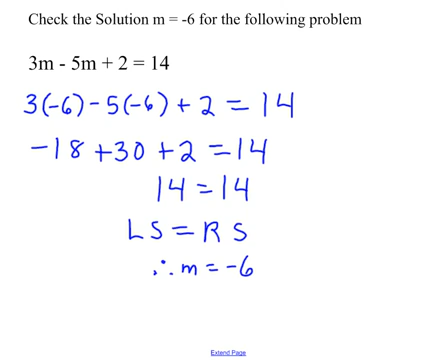 Check the Solution m = -6 for the following problem
3m - 5m + 2 = 14
3(-6) - 5(-6) + 2 = 14
-18 + 30 + 2 = 14
14 = 14
LS = RS
∴ m = -6
Extend Page